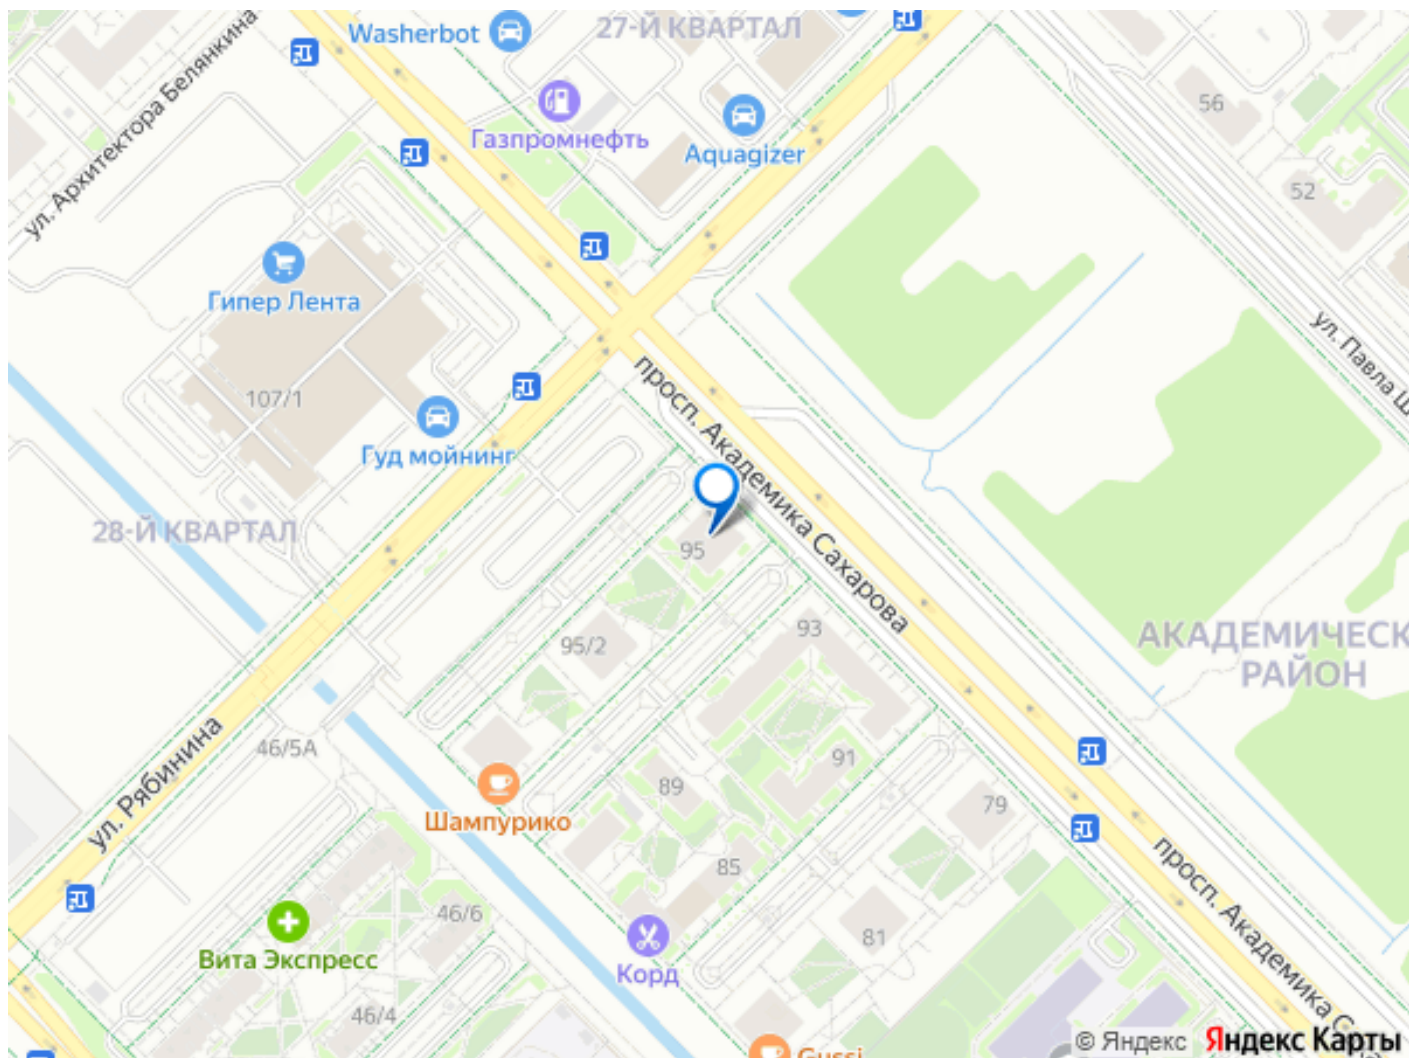 Washerbot
27-Й КВАРТАЛ
ул. Архитектора Белянкина
Газпромнефть
Aquagizer
56
52
Гипер Лента
107/1
Гуд мойнинг
просп. Академика Сахарова
ул. Павла Ш
28-Й КВАРТАЛ
95
95/2
93
АКАДЕМИЧЕСК
РАЙОН
ул. Рябинина
46/5А
91
89
79
Шампурико
85
просп. Академика С
46/6
81
Вита Экспресс
Корд
46/4
Gussi
© Яндекс Яндекс Карты